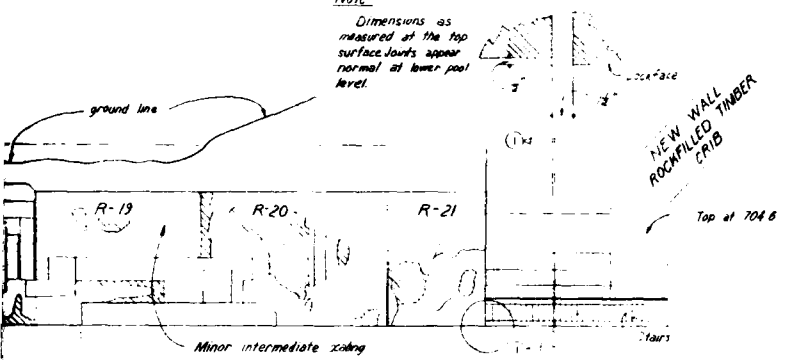 Note
Dimensions as
measured at the top
surface. Joints appear
normal at lower pool
level.
ground line
NEW WALL
ROCKFILLED TIMBER
CRIB
R-19
R-20
R-21
Top at 704.6
Minor intermediate scaling